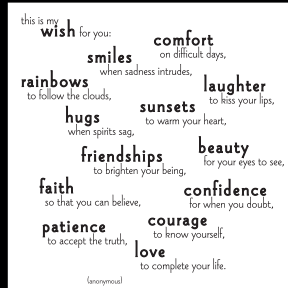 this is my
wish for you:
comfort
on difficult days,
smiles
when sadness intrudes,
rainbows
to follow the clouds,
laughter
to kiss your lips,
sunsets
to warm your heart,
hugs
when spirits sag,
beauty
for your eyes to see,
friendships
to brighten your being,
faith
so that you can believe,
confidence
for when you doubt,
courage
to know yourself,
patience
to accept the truth,
love
to complete your life.
(anonymous)